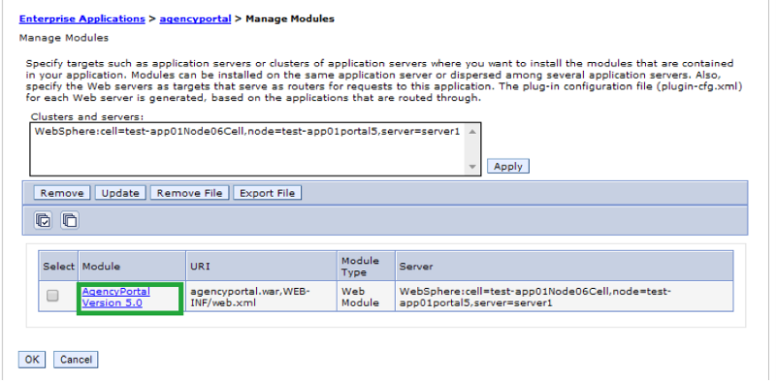 Enterprise Applications > agencyportal > Manage Modules
Manage Modules
Specify targets such as application servers or clusters of application servers where you want to install the modules that are contained
in your application. Modules can be installed on the same application server or dispersed among several application servers. Also,
specify the Web servers as targets that serve as routers for requests to this application. The plug-in configuration file (plugin-cfg.xml)
for each Web server is generated, based on the applications that are routed through.
Clusters and servers:
WebSphere:cell=test-app01Node06Cell,node=test-app01portal5,server=server1
Apply
Remove Update Remove File Export File
Select Module URI Module Type Server
AgencyPortal
Version 5.0
agencyportal.war,WEB-
INF/web.xml
Web
Module
WebSphere:cell=test-app01Node06Cell,node=test-
app01portal5,server=server1
OK Cancel